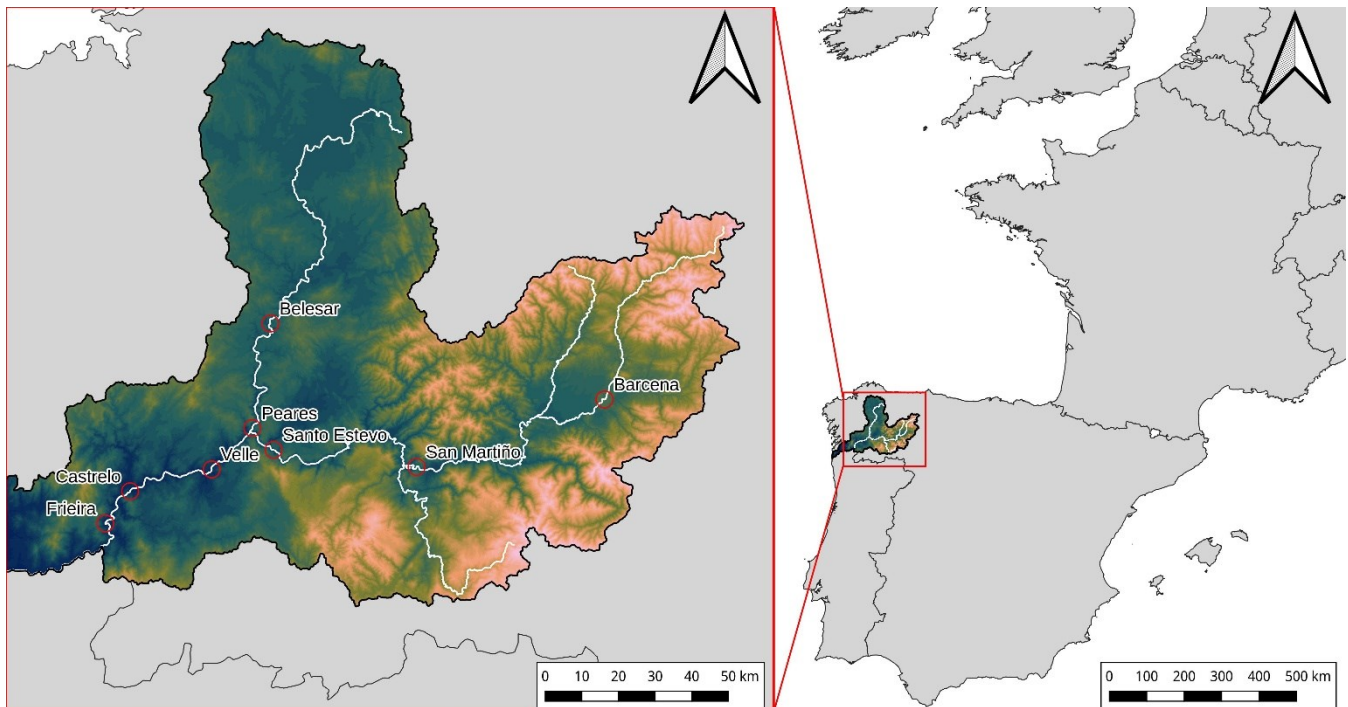 Belesar
Barcena
Peares
Santo Estevo
San Martiño
Velle
Castrelo
Frieira
0 10 20 30 40 50 km
0 100 200 300 400 500 km